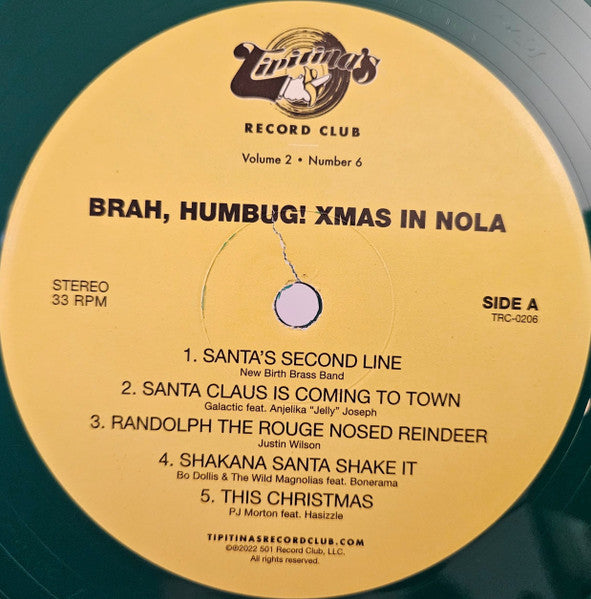 Tipitina's
RECORD CLUB
Volume 2 • Number 6
BRAH, HUMBUG! XMAS IN NOLA
STEREO
33 RPM
SIDE A
TRC-0206
1. SANTA'S SECOND LINE
New Birth Brass Band
2. SANTA CLAUS IS COMING TO TOWN
Galactic feat. Anjelika "Jelly" Joseph
3. RANDOLPH THE ROUGE NOSED REINDEER
Justin Wilson
4. SHAKANA SANTA SHAKE IT
Bo Dollis & The Wild Magnolias feat. Bonerama
5. THIS CHRISTMAS
PJ Morton feat. Hasizzle
TIPITINASRECORDCLUB.COM
©℗2022 501 Record Club, LLC.
All rights reserved.